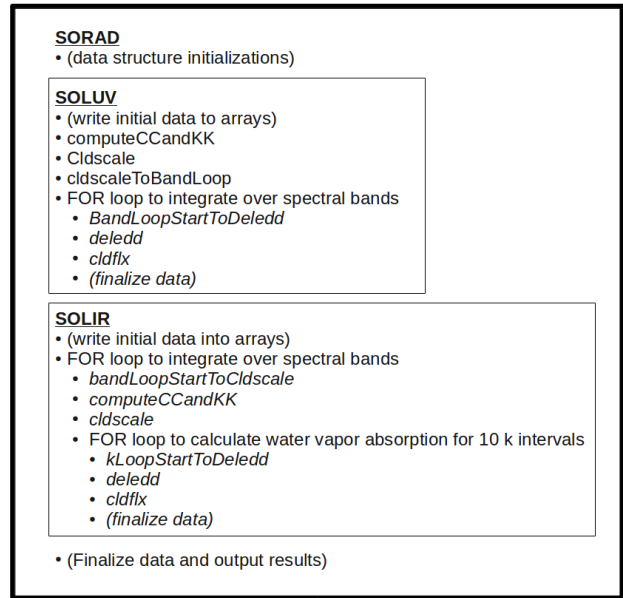 SORAD
• (data structure initializations)
SOLUV
• (write initial data to arrays)
• computeCCandKK
• Cldscale
• cldscaleToBandLoop
• FOR loop to integrate over spectral bands
• BandLoopStartToDeledd
• deledd
• cldflx
• (finalize data)
SOLIR
• (write initial data into arrays)
• FOR loop to integrate over spectral bands
• bandLoopStartToCldscale
• computeCCandKK
• cldscale
• FOR loop to calculate water vapor absorption for 10 k intervals
• kLoopStartToDeledd
• deledd
• cldflx
• (finalize data)
• (Finalize data and output results)